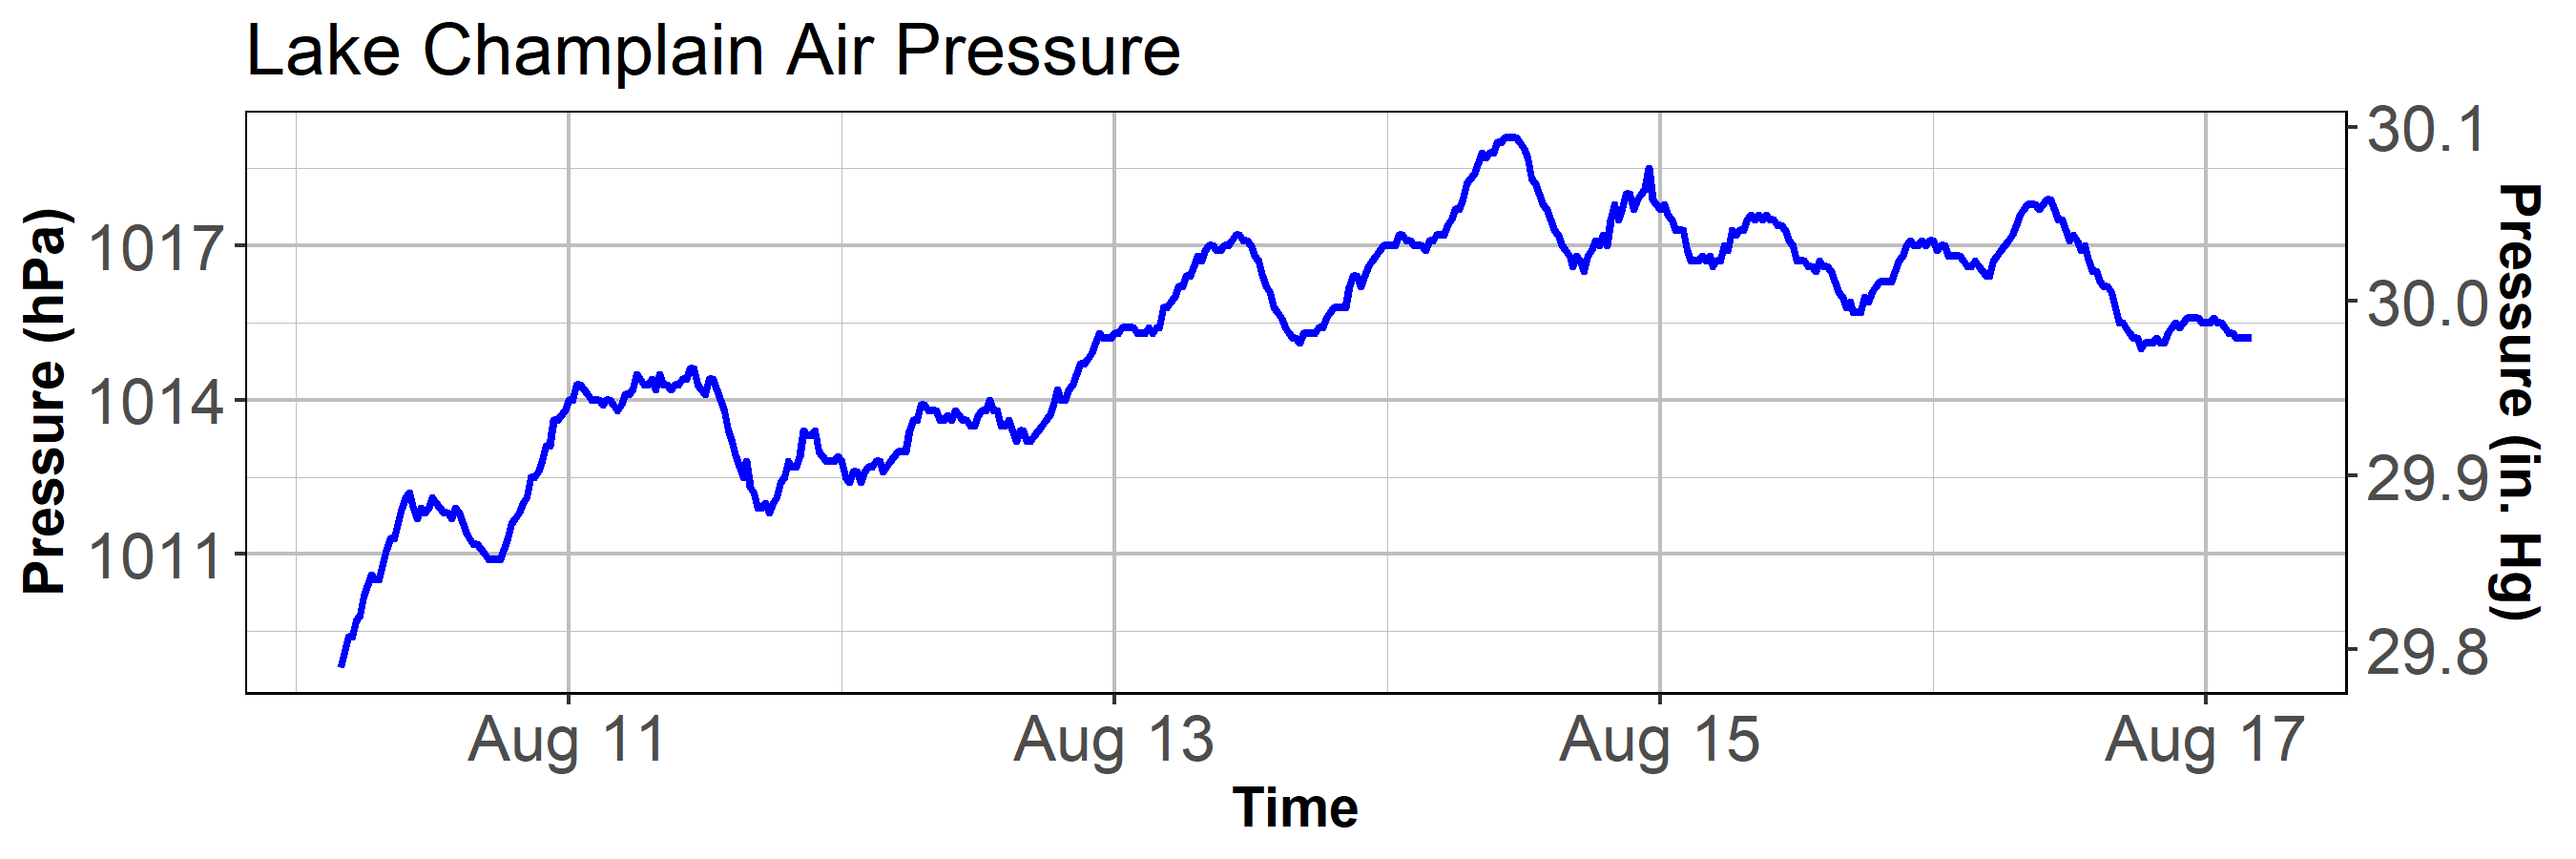 Lake Champlain Air Pressure
Pressure (hPa)
1017
1014
1011
30.1
30.0
29.9
29.8
Pressure (in. Hg)
Aug 11
Aug 13
Aug 15
Aug 17
Time